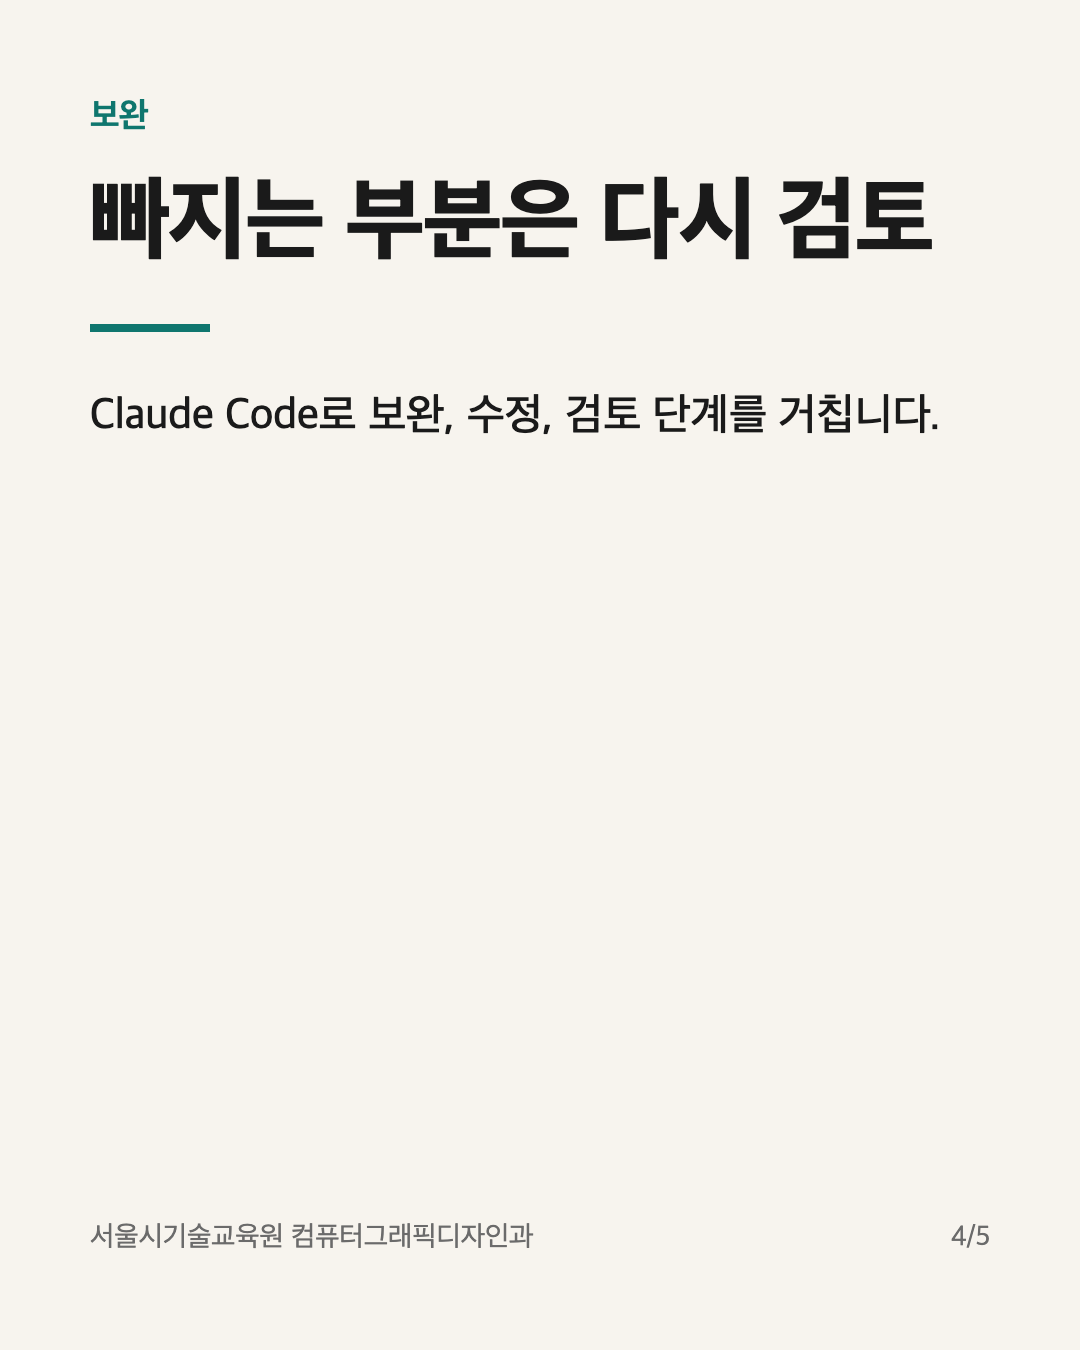 보완
빠지는 부분은 다시 검토
Claude Code로 보완, 수정, 검토 단계를 거칩니다.
서울시기술교육원 컴퓨터그래픽디자인과
4/5